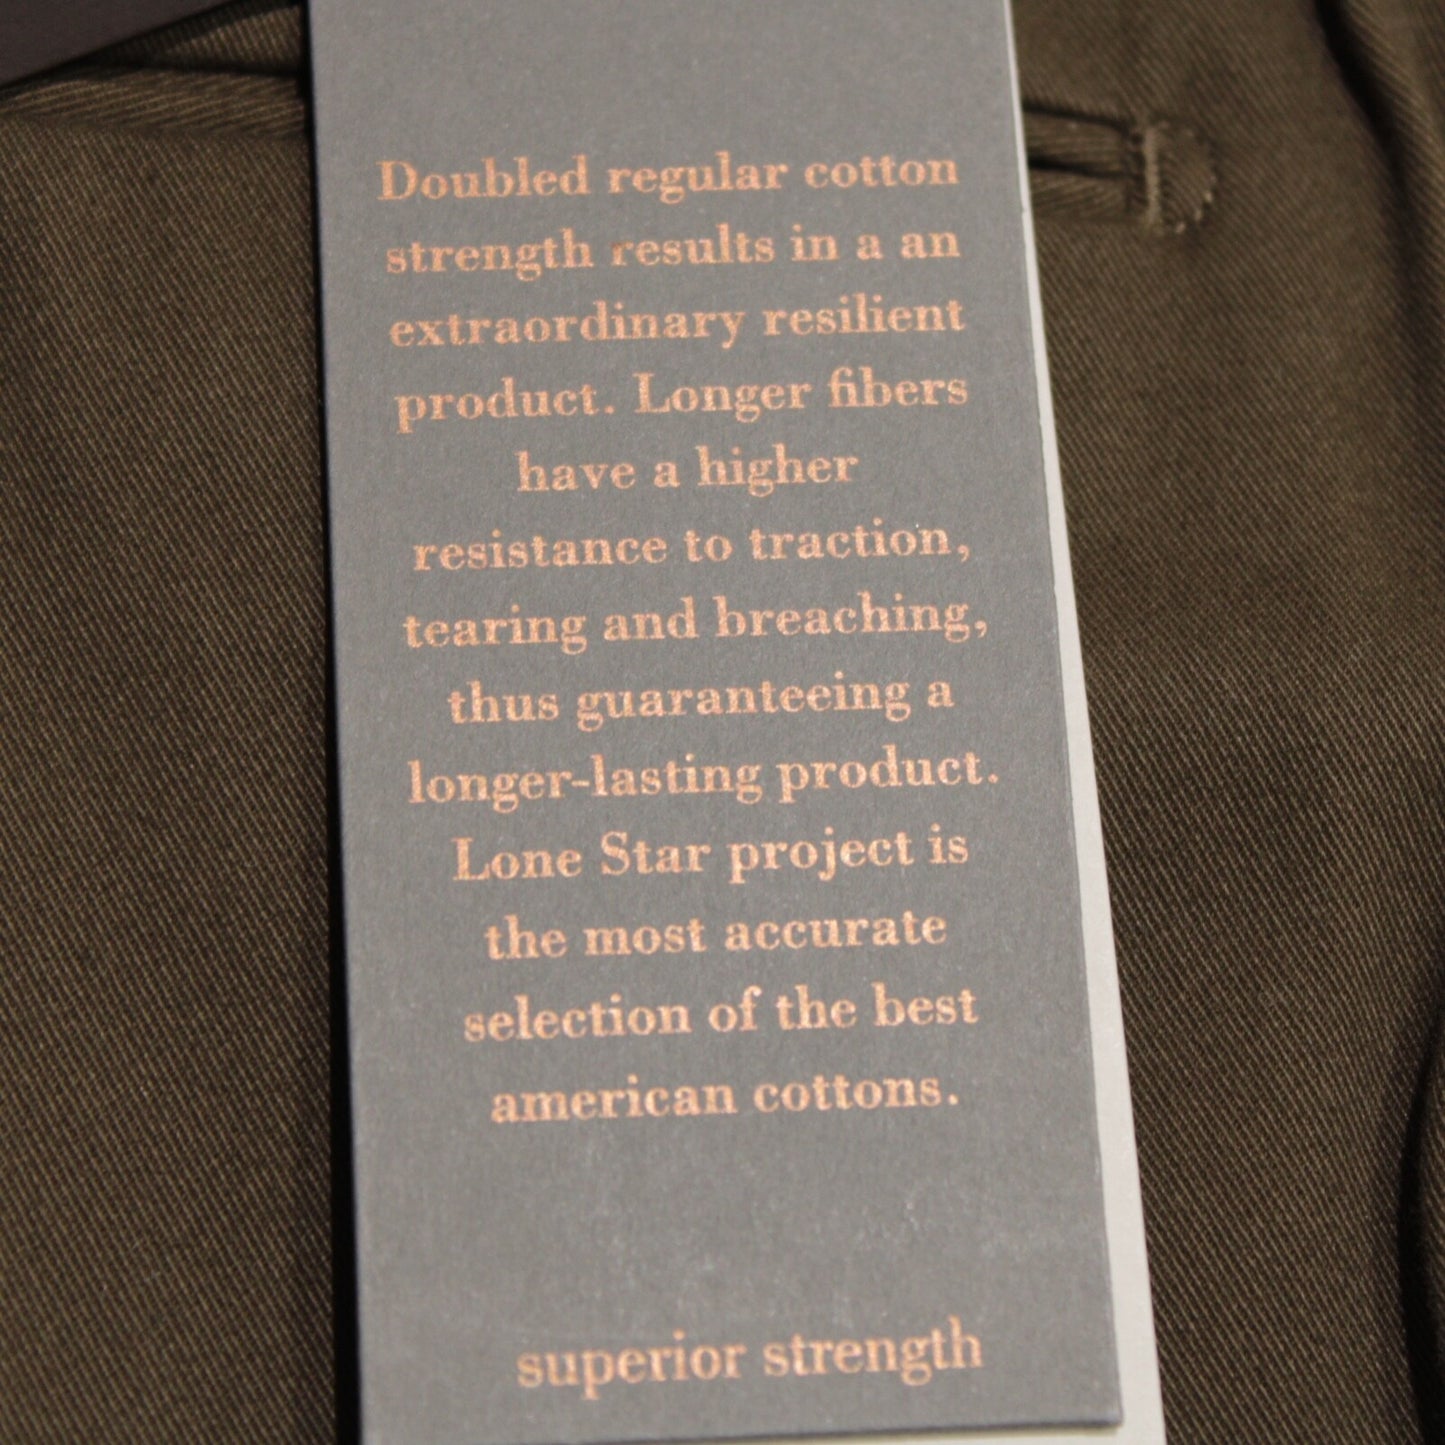 Doubled regular cotton
strength results in a an
extraordinary resilient
product. Longer fibers
have a higher
resistance to traction,
tearing and breaching,
thus guaranteeing a
longer-lasting product.
Lone Star project is
the most accurate
selection of the best
american cottons.
superior strength